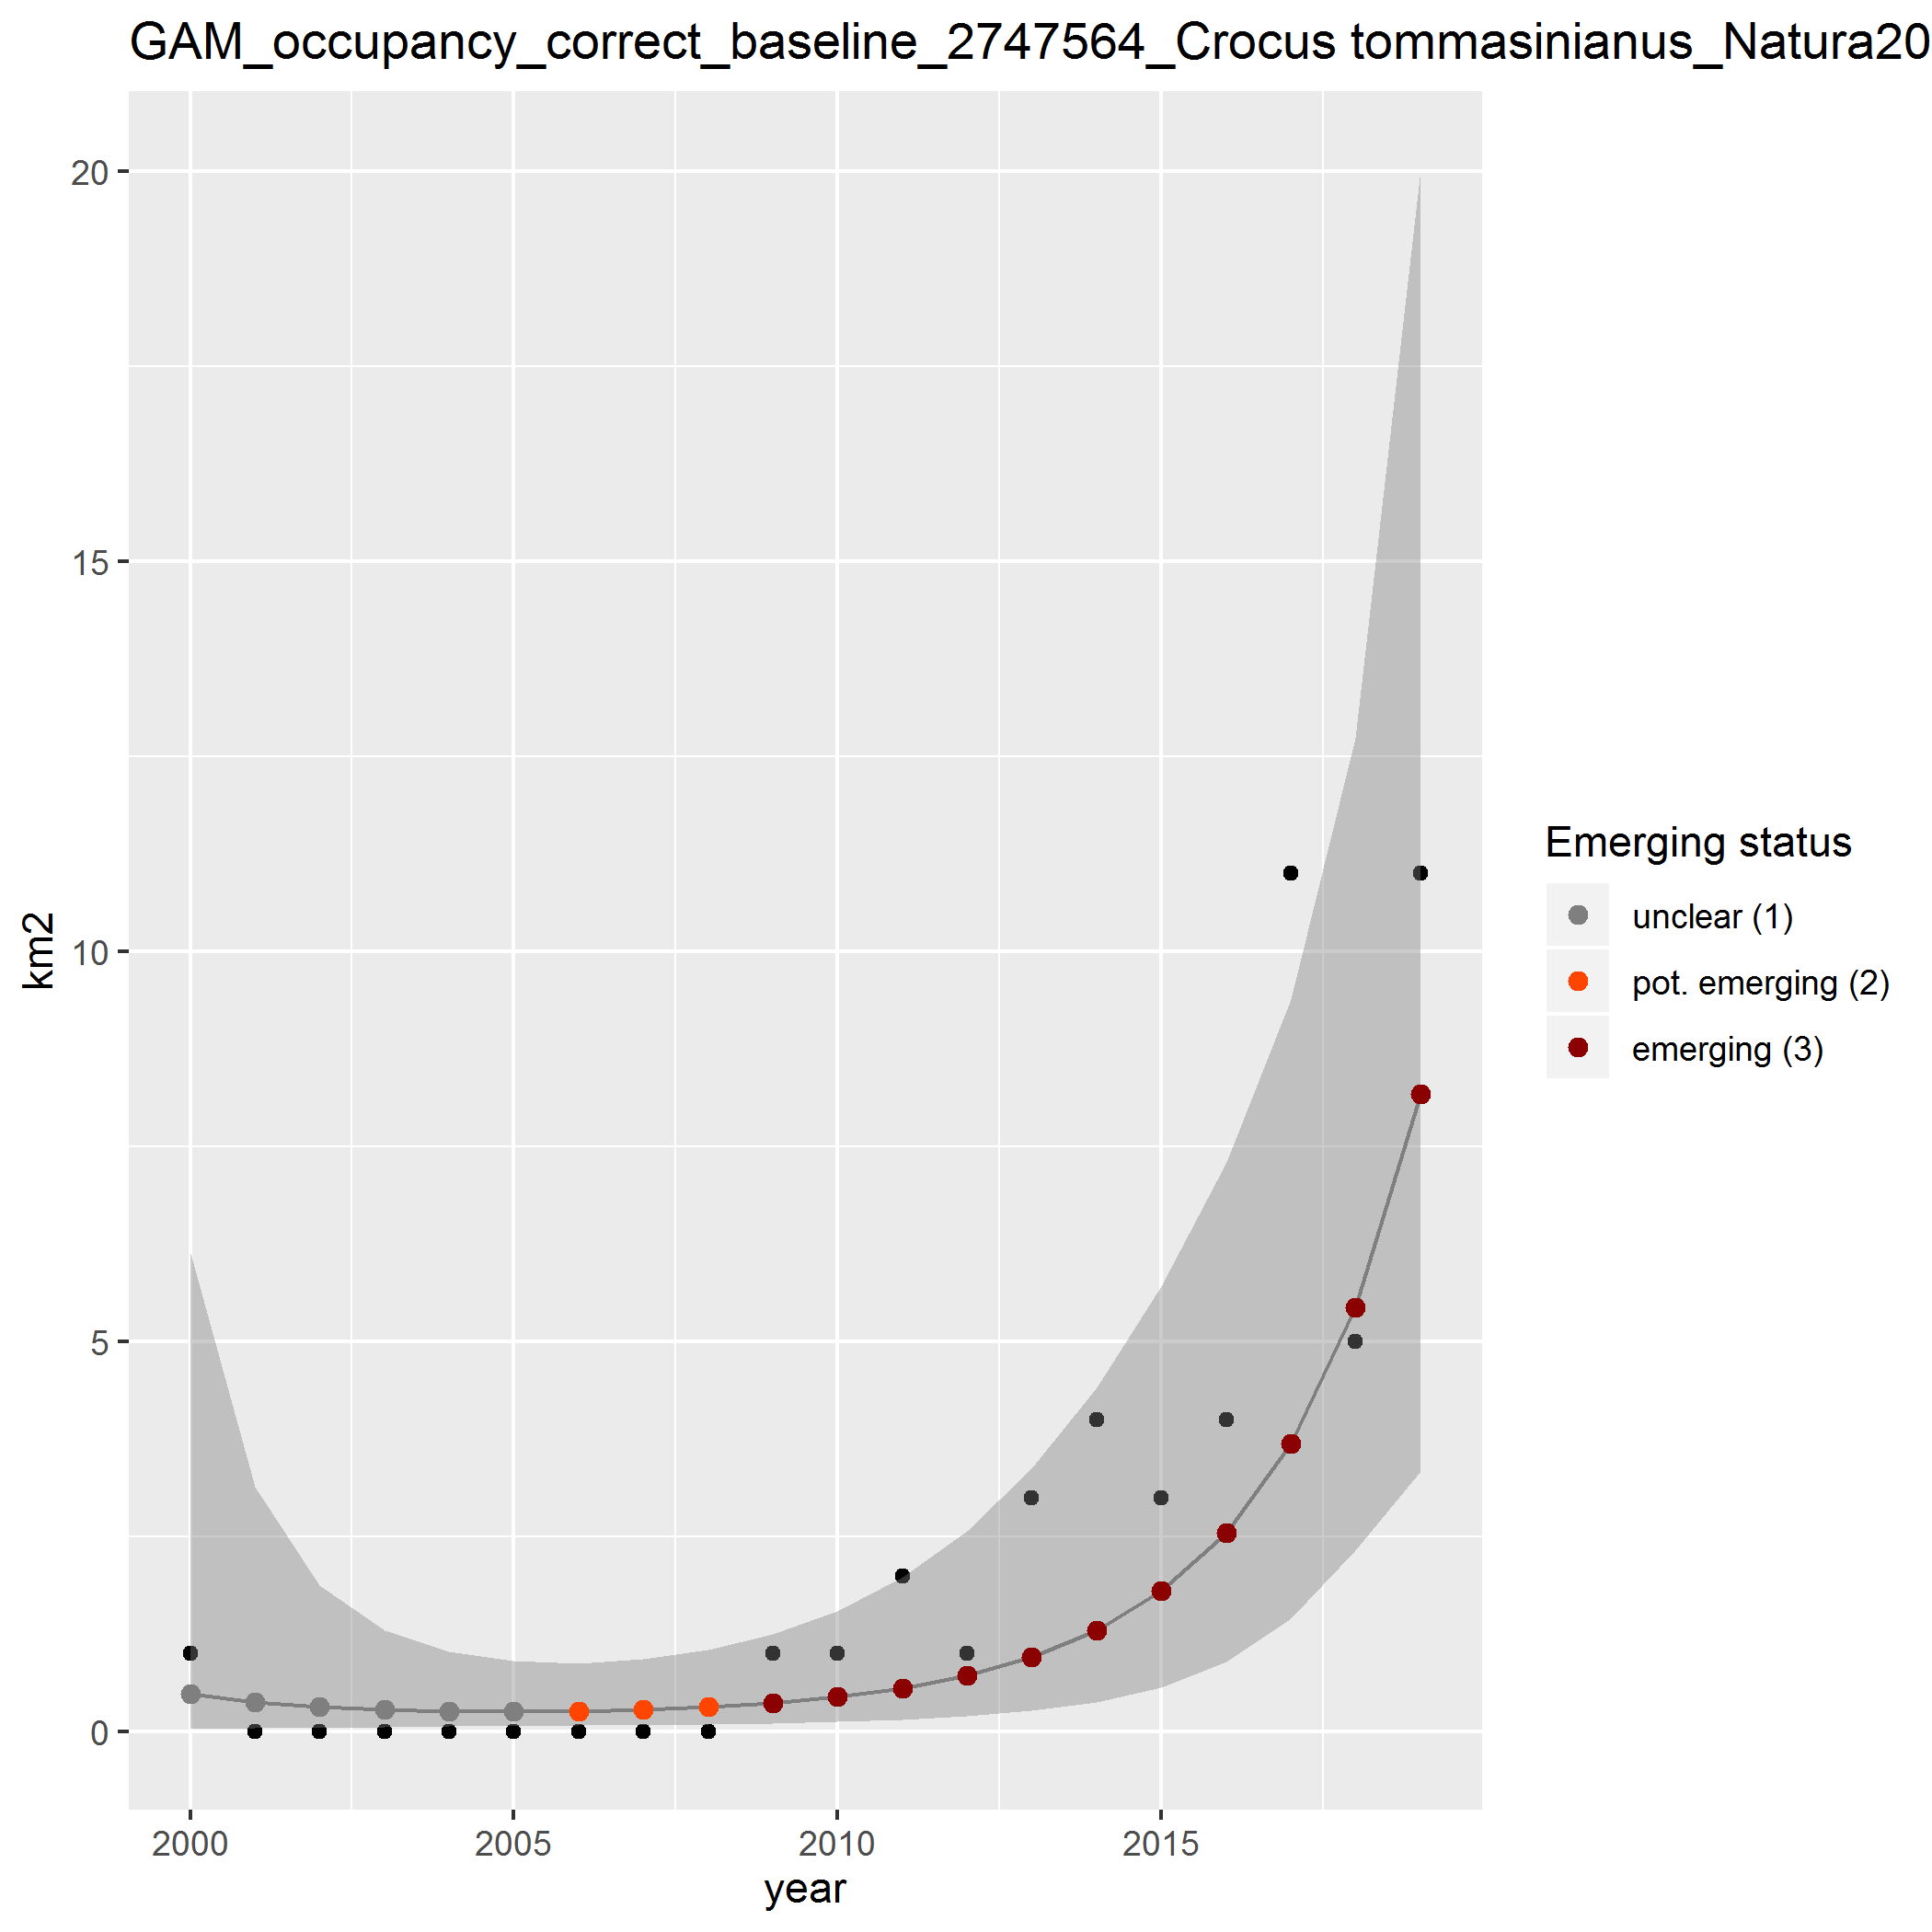 GAM_occupancy_correct_baseline_2747564_Crocus tommasinianus_Natura20
20
15
10
5
0
km2
2000
2005
2010
2015
year
Emerging status
unclear (1)
pot. emerging (2)
emerging (3)